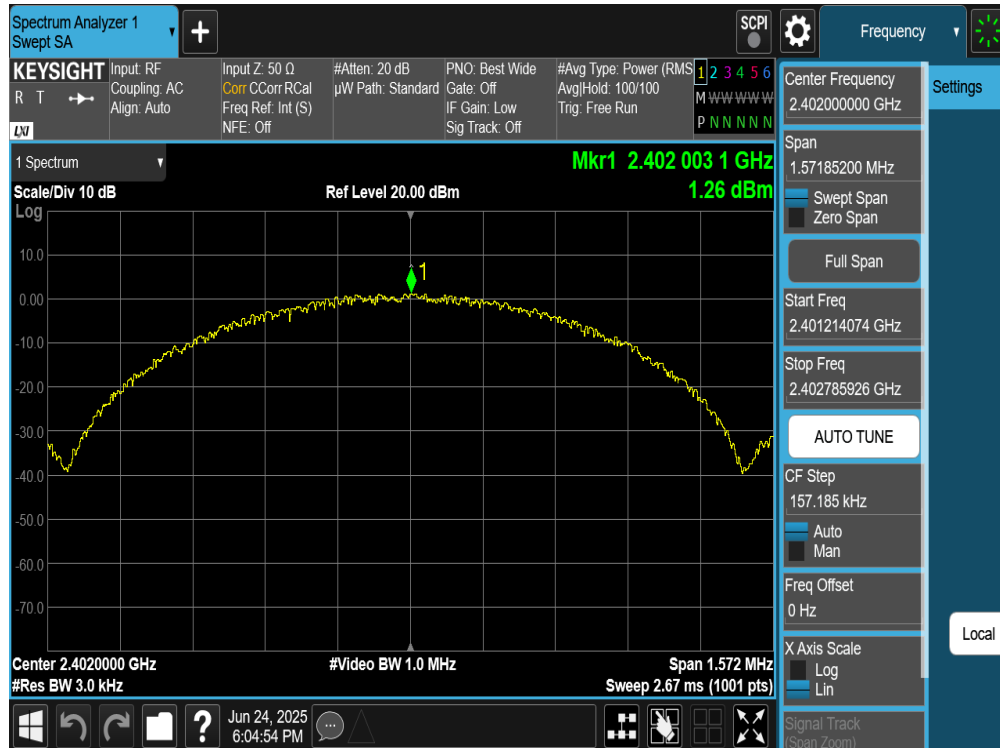 Spectrum Analyzer 1
Swept SA
+
SCPI
Frequency
KEYSIGHT
R T
LXI
Input: RF
Coupling: AC
Align: Auto
Input Z: 50 Ω
Corr CCorr RCal
Freq Ref: Int (S)
NFE: Off
#Atten: 20 dB
µW Path: Standard
PNO: Best Wide
Gate: Off
IF Gain: Low
Sig Track: Off
#Avg Type: Power (RMS
Avg|Hold: 100/100
Trig: Free Run
1 2 3 4 5 6
M W W W W W
P N N N N N
Center Frequency
2.402000000 GHz
Settings
Span
1.57185200 MHz
Swept Span
Zero Span
Full Span
Start Freq
2.401214074 GHz
Stop Freq
2.402785926 GHz
AUTO TUNE
CF Step
157.185 kHz
Auto
Man
Freq Offset
0 Hz
X Axis Scale
Log
Lin
Signal Track
(Span Zoom)
Local
1 Spectrum
Scale/Div 10 dB
Ref Level 20.00 dBm
Mkr1 2.402 003 1 GHz
1.26 dBm
Log
10.0
0.00
-10.0
-20.0
-30.0
-40.0
-50.0
-60.0
-70.0
1
Center 2.4020000 GHz
#Video BW 1.0 MHz
Span 1.572 MHz
#Res BW 3.0 kHz
Sweep 2.67 ms (1001 pts)
?
Jun 24, 2025
6:04:54 PM